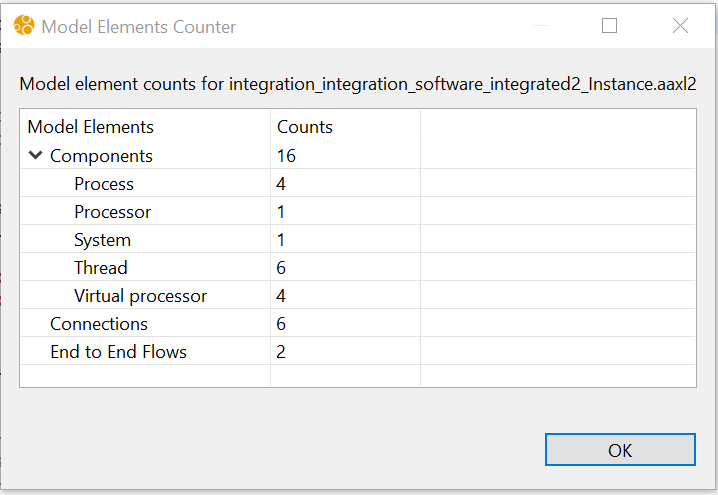 Model Elements Counter
Model element counts for integration_integration_software_integrated2_Instance.aaxl2
Model Elements Counts
Components 16
Process 4
Processor 1
System 1
Thread 6
Virtual processor 4
Connections 6
End to End Flows 2
OK